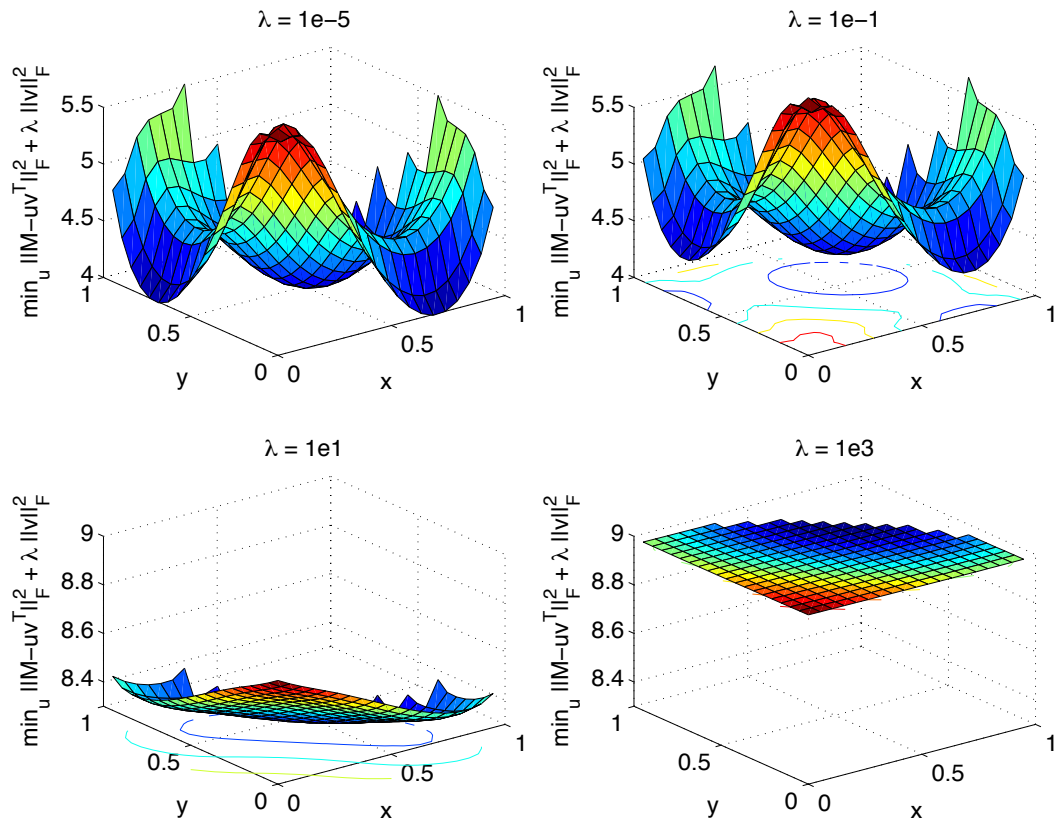 λ = 1e−5
min_u ||M−uv^T||_F^2 + λ ||v||_F^2
5.5
5
4.5
4
1
0.5
0
y
0
0.5
1
x
λ = 1e−1
min_u ||M−uv^T||_F^2 + λ ||v||_F^2
5.5
5
4.5
4
1
0.5
0
y
0
0.5
1
x
λ = 1e1
min_u ||M−uv^T||_F^2 + λ ||v||_F^2
9
8.8
8.6
8.4
1
0.5
0
y
0
0.5
1
x
λ = 1e3
min_u ||M−uv^T||_F^2 + λ ||v||_F^2
9
8.8
8.6
8.4
1
0.5
0
y
0
0.5
1
x